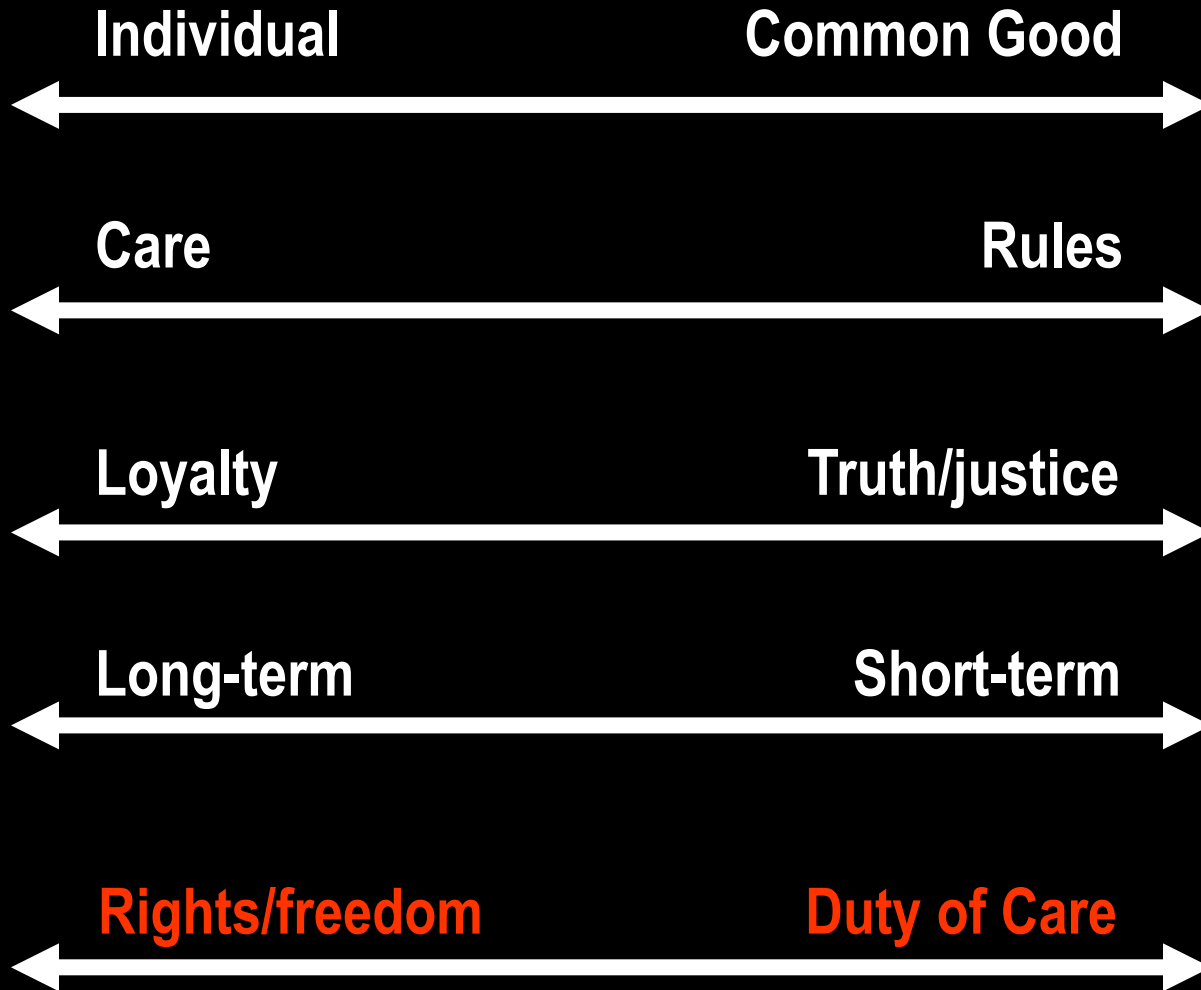 Individual Common Good
Care Rules
Loyalty Truth/justice
Long-term Short-term
Rights/freedom Duty of Care